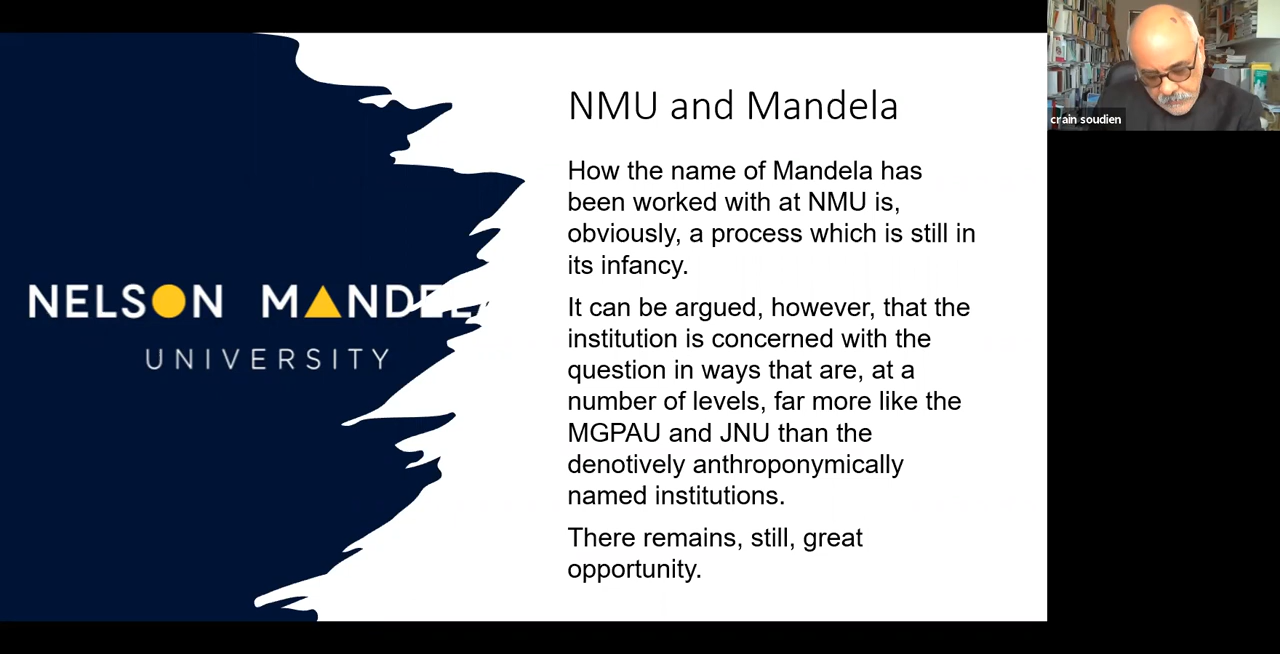 NMU and Mandela
How the name of Mandela has
been worked with at NMU is,
obviously, a process which is still in
its infancy.
It can be argued, however, that the
institution is concerned with the
question in ways that are, at a
number of levels, far more like the
MGPAU and JNU than the
denotively anthroponymically
named institutions.
There remains, still, great
opportunity.
NELSON MANDEL
UNIVERSITY
crain soudien